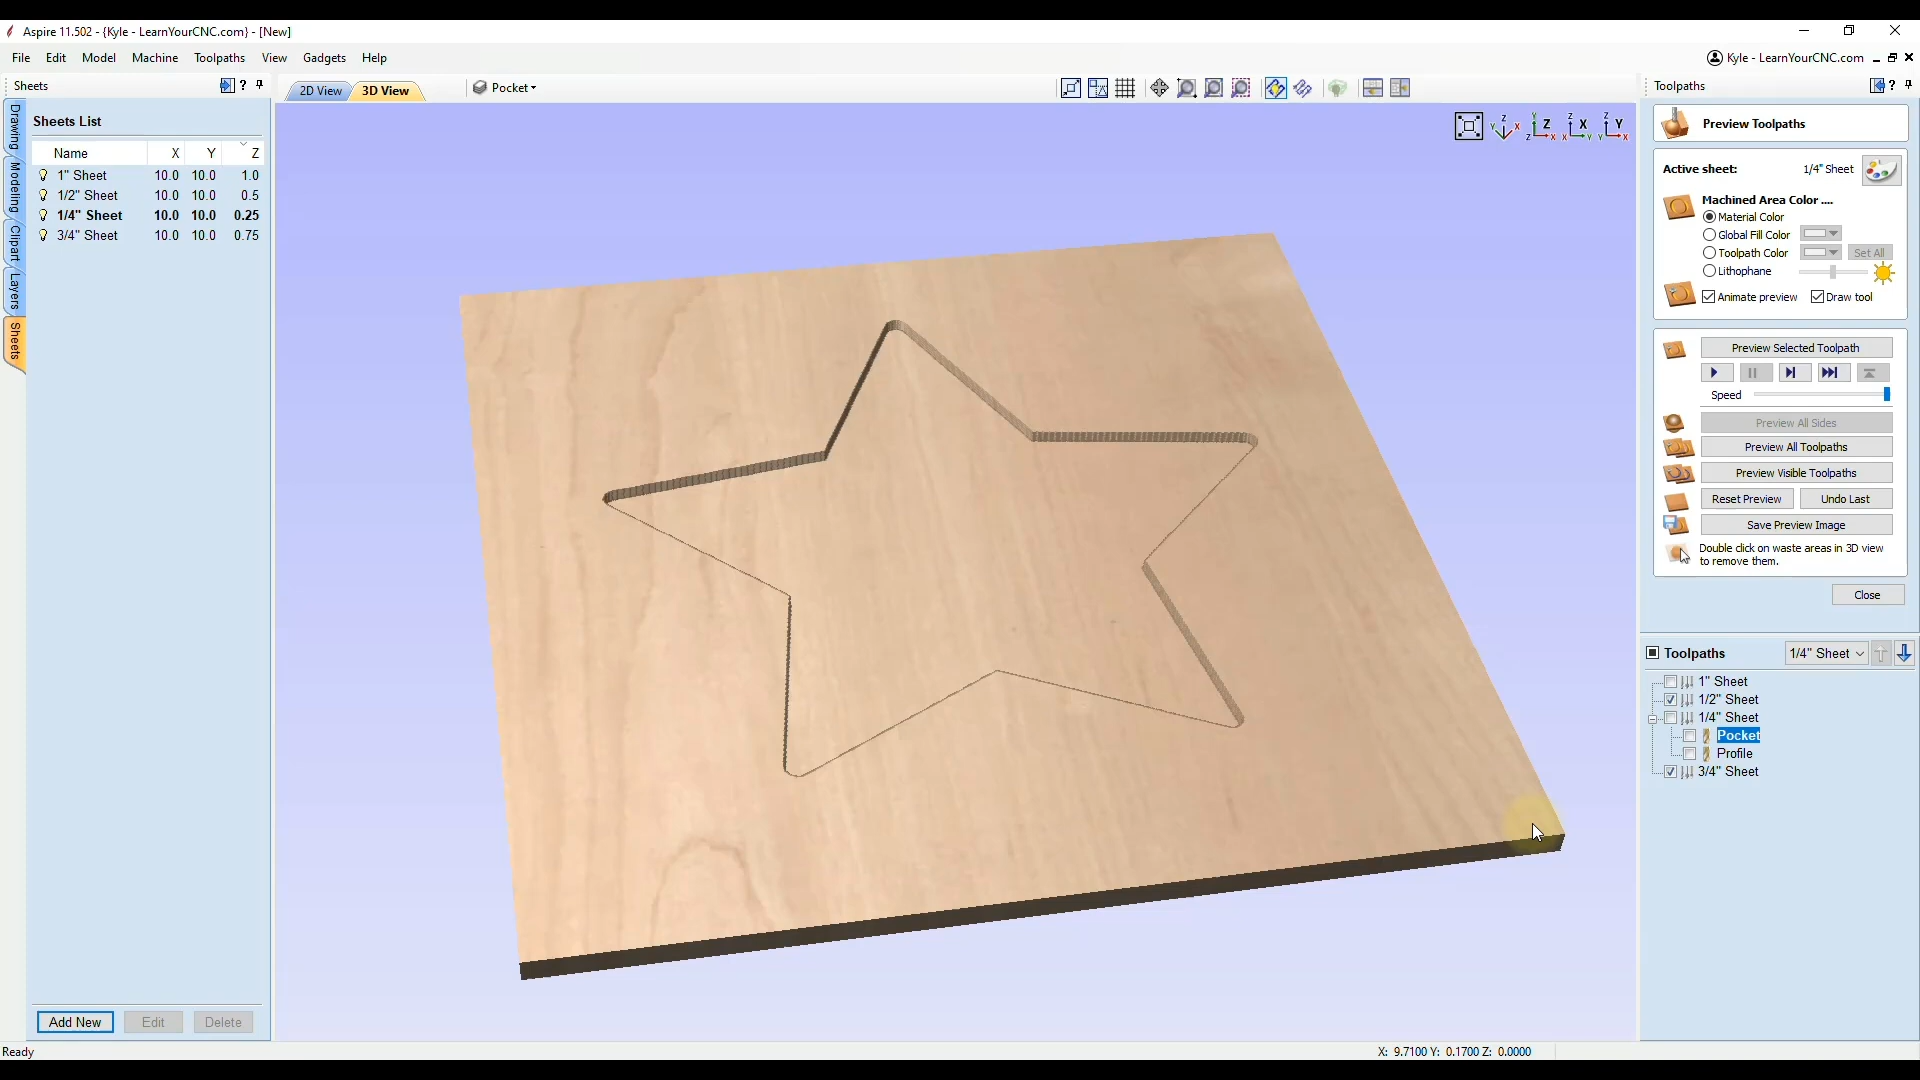 Aspire 11.502 - {Kyle - LearnYourCNC.com} - [New]
File Edit Model Machine Toolpaths View Gadgets Help
Kyle - LearnYourCNC.com
Sheets
2D View 3D View
Pocket
Toolpaths
Drawing
Modeling
Clipart
Layers
Sheets
Sheets List
Name X Y Z
1" Sheet 10.0 10.0 1.0
1/2" Sheet 10.0 10.0 0.5
1/4" Sheet 10.0 10.0 0.25
3/4" Sheet 10.0 10.0 0.75
Add New Edit Delete
Z X Y
Preview Toolpaths
Active sheet: 1/4" Sheet
Machined Area Color ....
Material Color
Global Fill Color
Toolpath Color Set All
Lithophane
Animate preview Draw tool
Preview Selected Toolpath
Speed
Preview All Sides
Preview All Toolpaths
Preview Visible Toolpaths
Reset Preview Undo Last
Save Preview Image
Double click on waste areas in 3D view
to remove them.
Close
Toolpaths 1/4" Sheet
1" Sheet
1/2" Sheet
1/4" Sheet
Pocket
Profile
3/4" Sheet
Ready
X: 9.7100 Y: 0.1700 Z: 0.0000